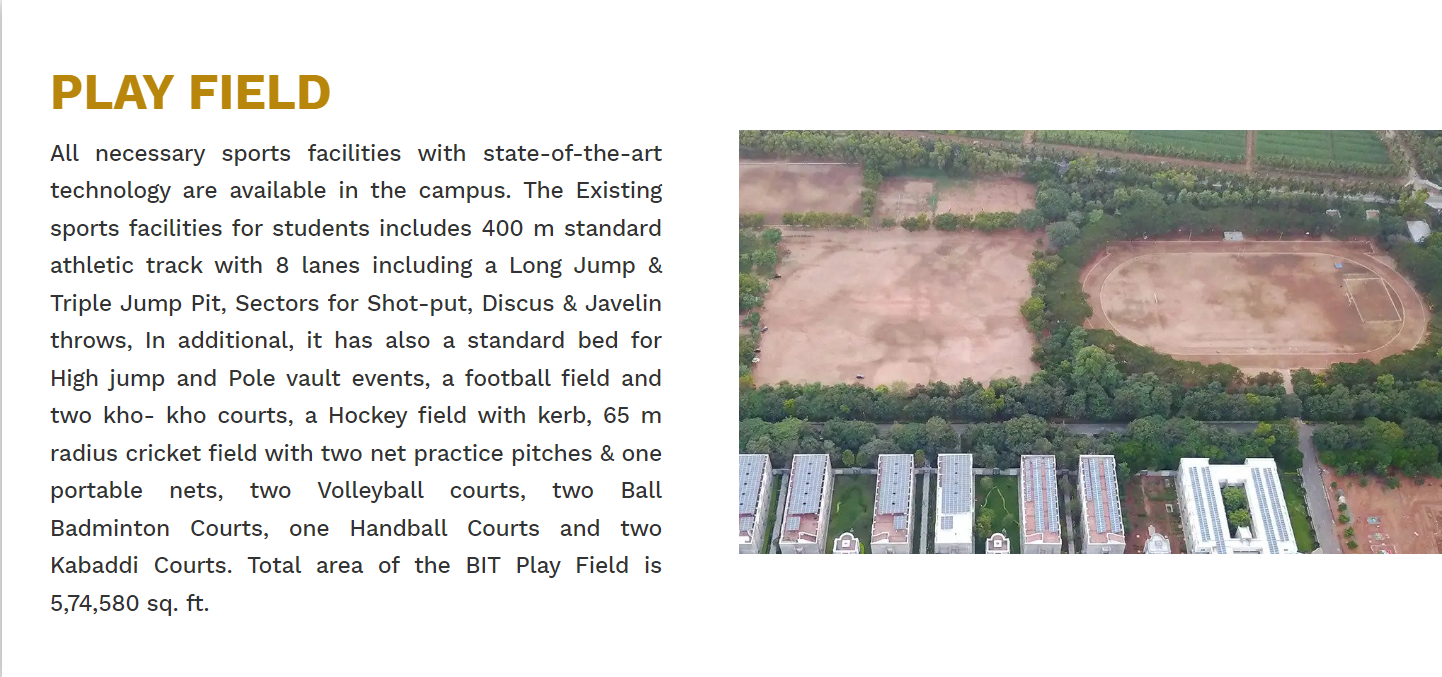 PLAY FIELD
All necessary sports facilities with state-of-the-art
technology are available in the campus. The Existing
sports facilities for students includes 400 m standard
athletic track with 8 lanes including a Long Jump &
Triple Jump Pit, Sectors for Shot-put, Discus & Javelin
throws, In additional, it has also a standard bed for
High jump and Pole vault events, a football field and
two kho- kho courts, a Hockey field with kerb, 65 m
radius cricket field with two net practice pitches & one
portable nets, two Volleyball courts, two Ball
Badminton Courts, one Handball Courts and two
Kabaddi Courts. Total area of the BIT Play Field is
5,74,580 sq. ft.